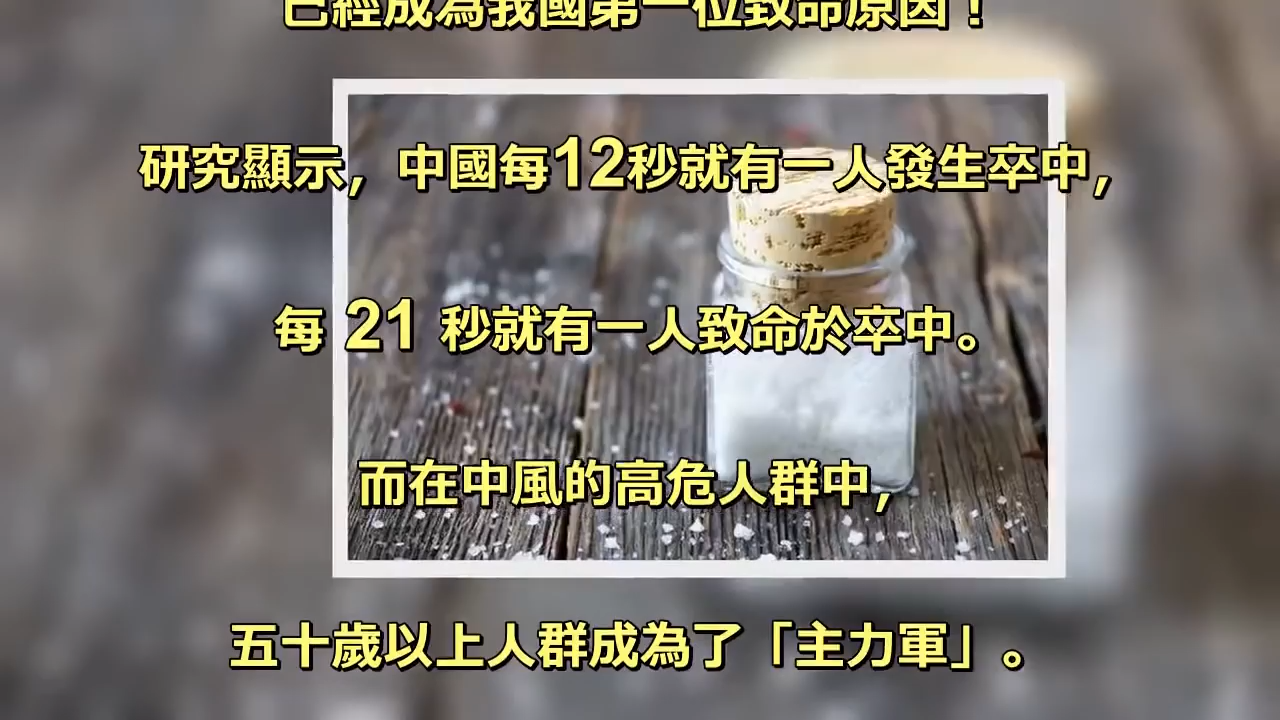 已經成為我國第一位致命原因！
研究顯示，中國每12秒就有一人發生卒中，
每 21 秒就有一人致命於卒中。
而在中風的高危人群中，
五十歲以上人群成為了「主力軍」。